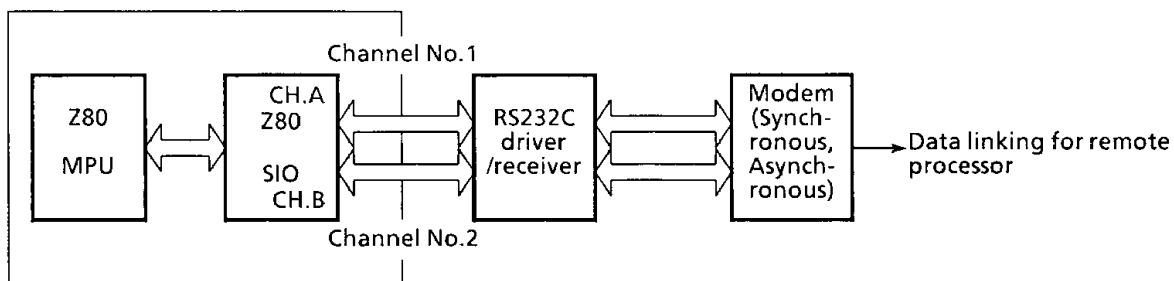 Channel No.1
Z80
MPU
CH.A
Z80
SIO
CH.B
RS232C
driver
/receiver
Modem
(Synch-
ronous,
Asynch-
ronous)
Data linking for remote
processor
Channel No.2